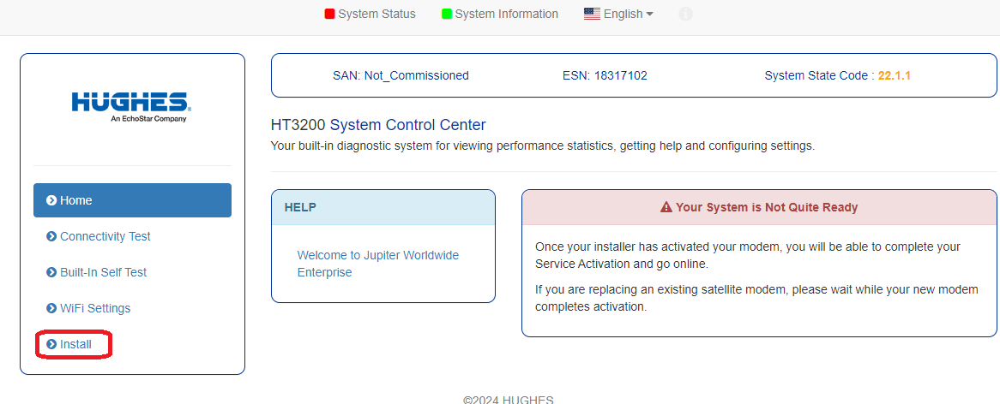 System Status System Information English
HUGHES
An EchoStar Company
Home
Connectivity Test
Built-In Self Test
WiFi Settings
Install
SAN: Not_Commissioned ESN: 18317102 System State Code : 22.1.1
HT3200 System Control Center
Your built-in diagnostic system for viewing performance statistics, getting help and configuring settings.
HELP
Welcome to Jupiter Worldwide
Enterprise
Your System is Not Quite Ready
Once your installer has activated your modem, you will be able to complete your
Service Activation and go online.
If you are replacing an existing satellite modem, please wait while your new modem
completes activation.
©2024 HUGHES